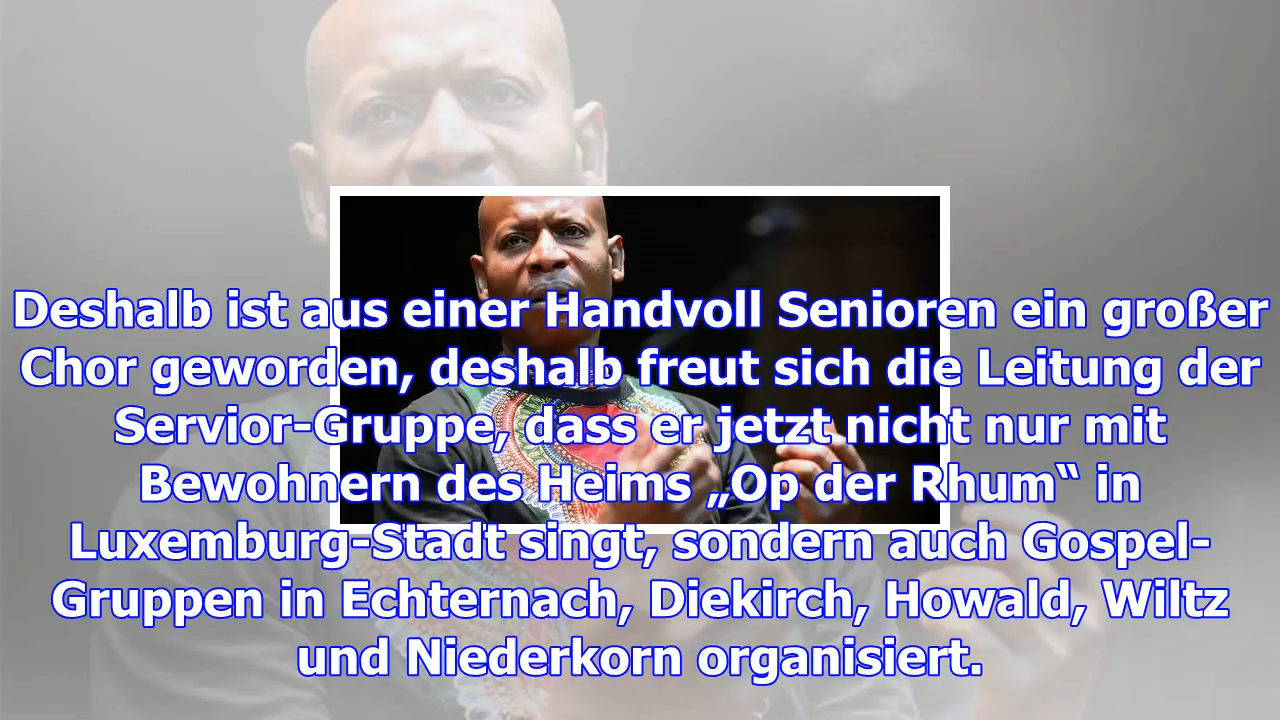 Deshalb ist aus einer Handvoll Senioren ein großer
Chor geworden, deshalb freut sich die Leitung der
Servior-Gruppe, dass er jetzt nicht nur mit
Bewohnern des Heims „Op der Rhum“ in
Luxemburg-Stadt singt, sondern auch Gospel-
Gruppen in Echternach, Diekirch, Howald, Wiltz
und Niederkorn organisiert.